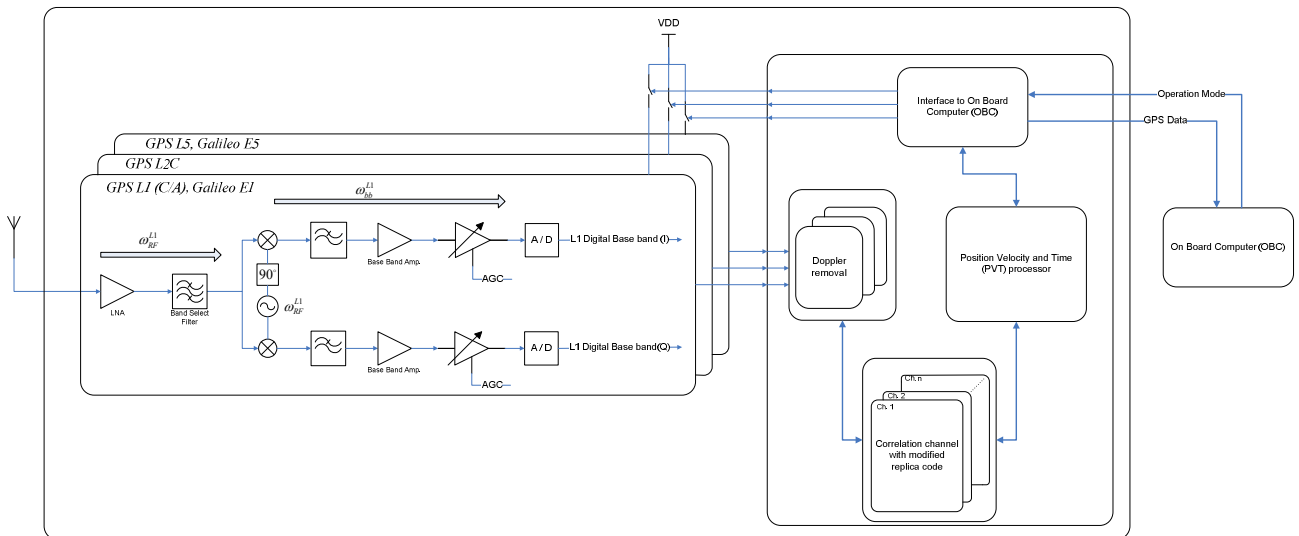 VDD
Interface to On Board
Computer (OBC)
Operation Mode
GPS Data
GPS L5, Galileo E5
GPS L2C
GPS L1 (C/A), Galileo E1
ω_bb^L1
ω_RF^L1
LNA
Band Select
Filter
90°
ω_RF^L1
Base Band Amp.
AGC
A / D
L1 Digital Base band (I)
Base Band Amp.
AGC
A / D
L1 Digital Base band(Q)
Doppler
removal
Position Velocity and Time
(PVT) processor
On Board Computer (OBC)
Ch. n
Ch. 2
Ch. 1
Correlation channel
with modified
replica code